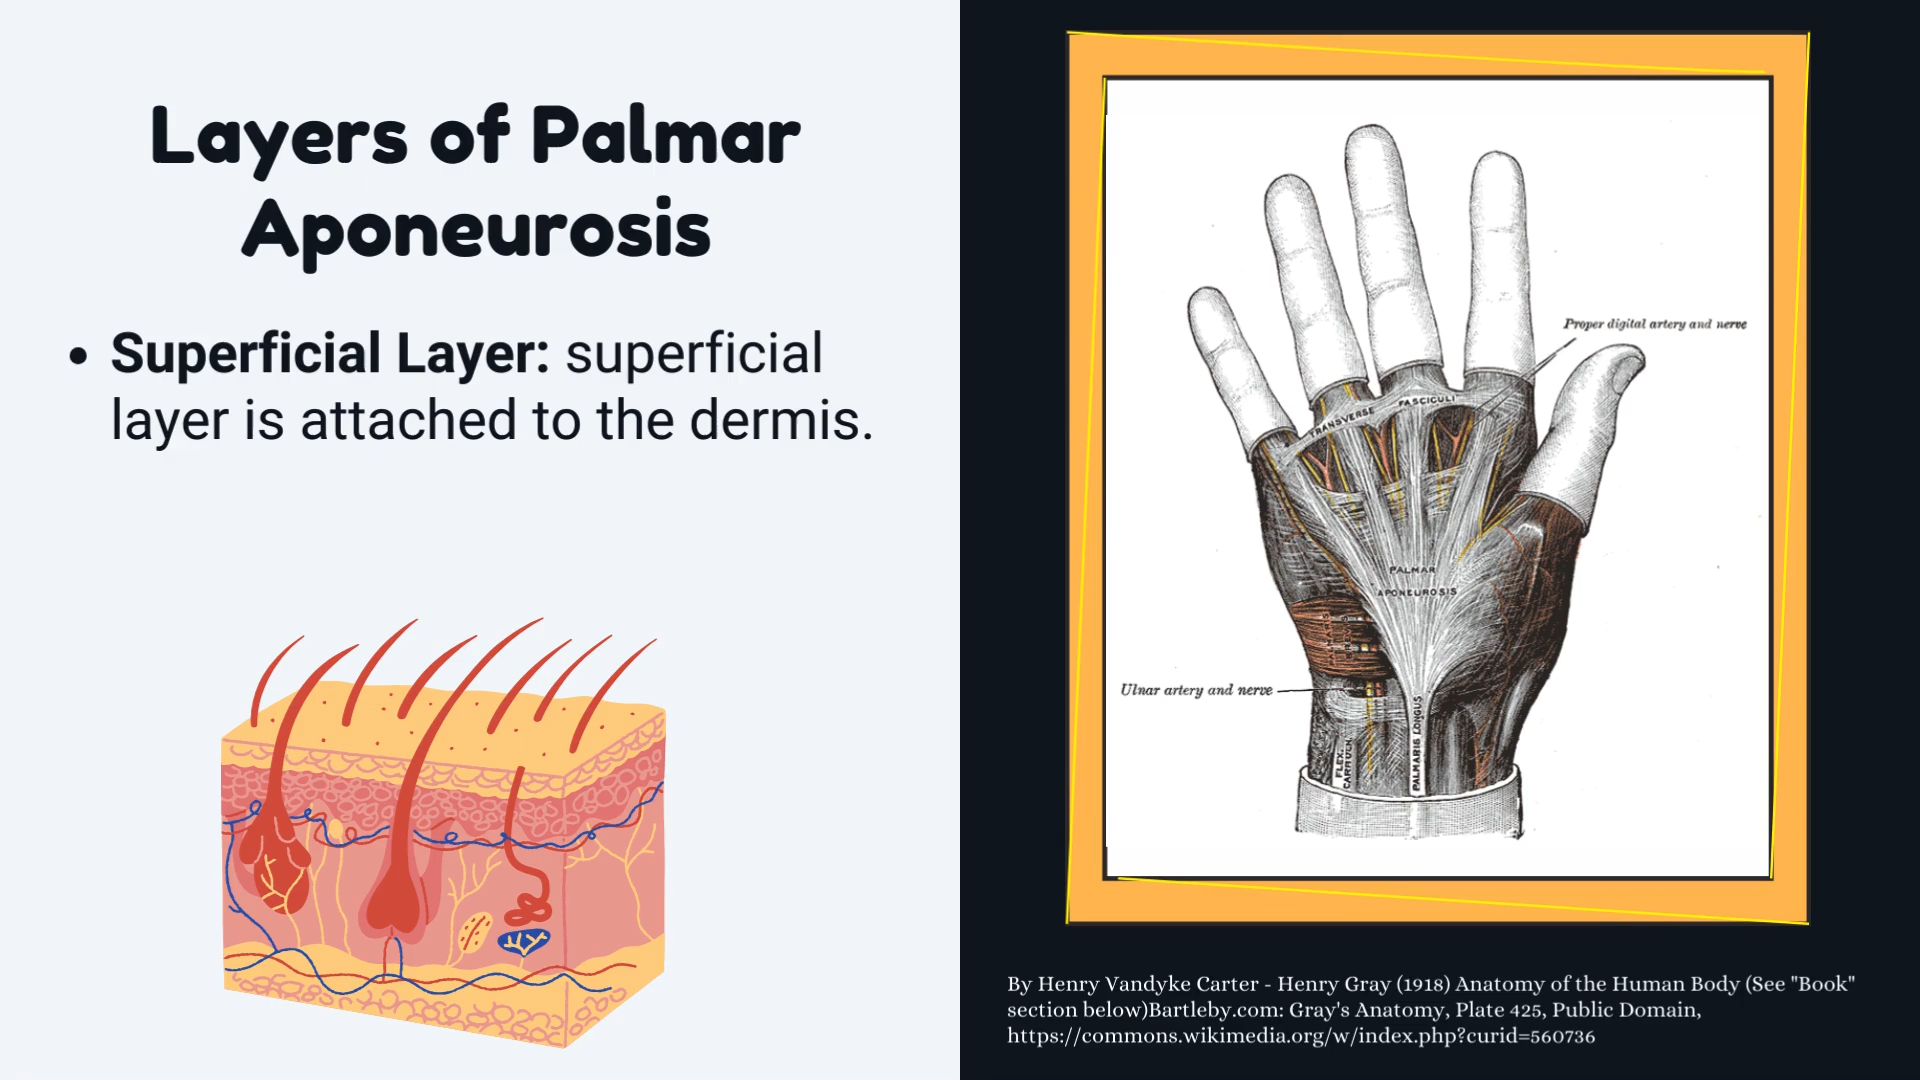 Layers of Palmar
Aponeurosis
• Superficial Layer: superficial
layer is attached to the dermis.
Proper digital artery and nerve
TRANSVERSE FASCICULI
PALMAR
APONEUROSIS
Ulnar artery and nerve
PALMARIS LONGUS
FLEX.
By Henry Vandyke Carter - Henry Gray (1918) Anatomy of the Human Body (See "Book"
section below)Bartleby.com: Gray's Anatomy, Plate 425, Public Domain,
https://commons.wikimedia.org/w/index.php?curid=560736